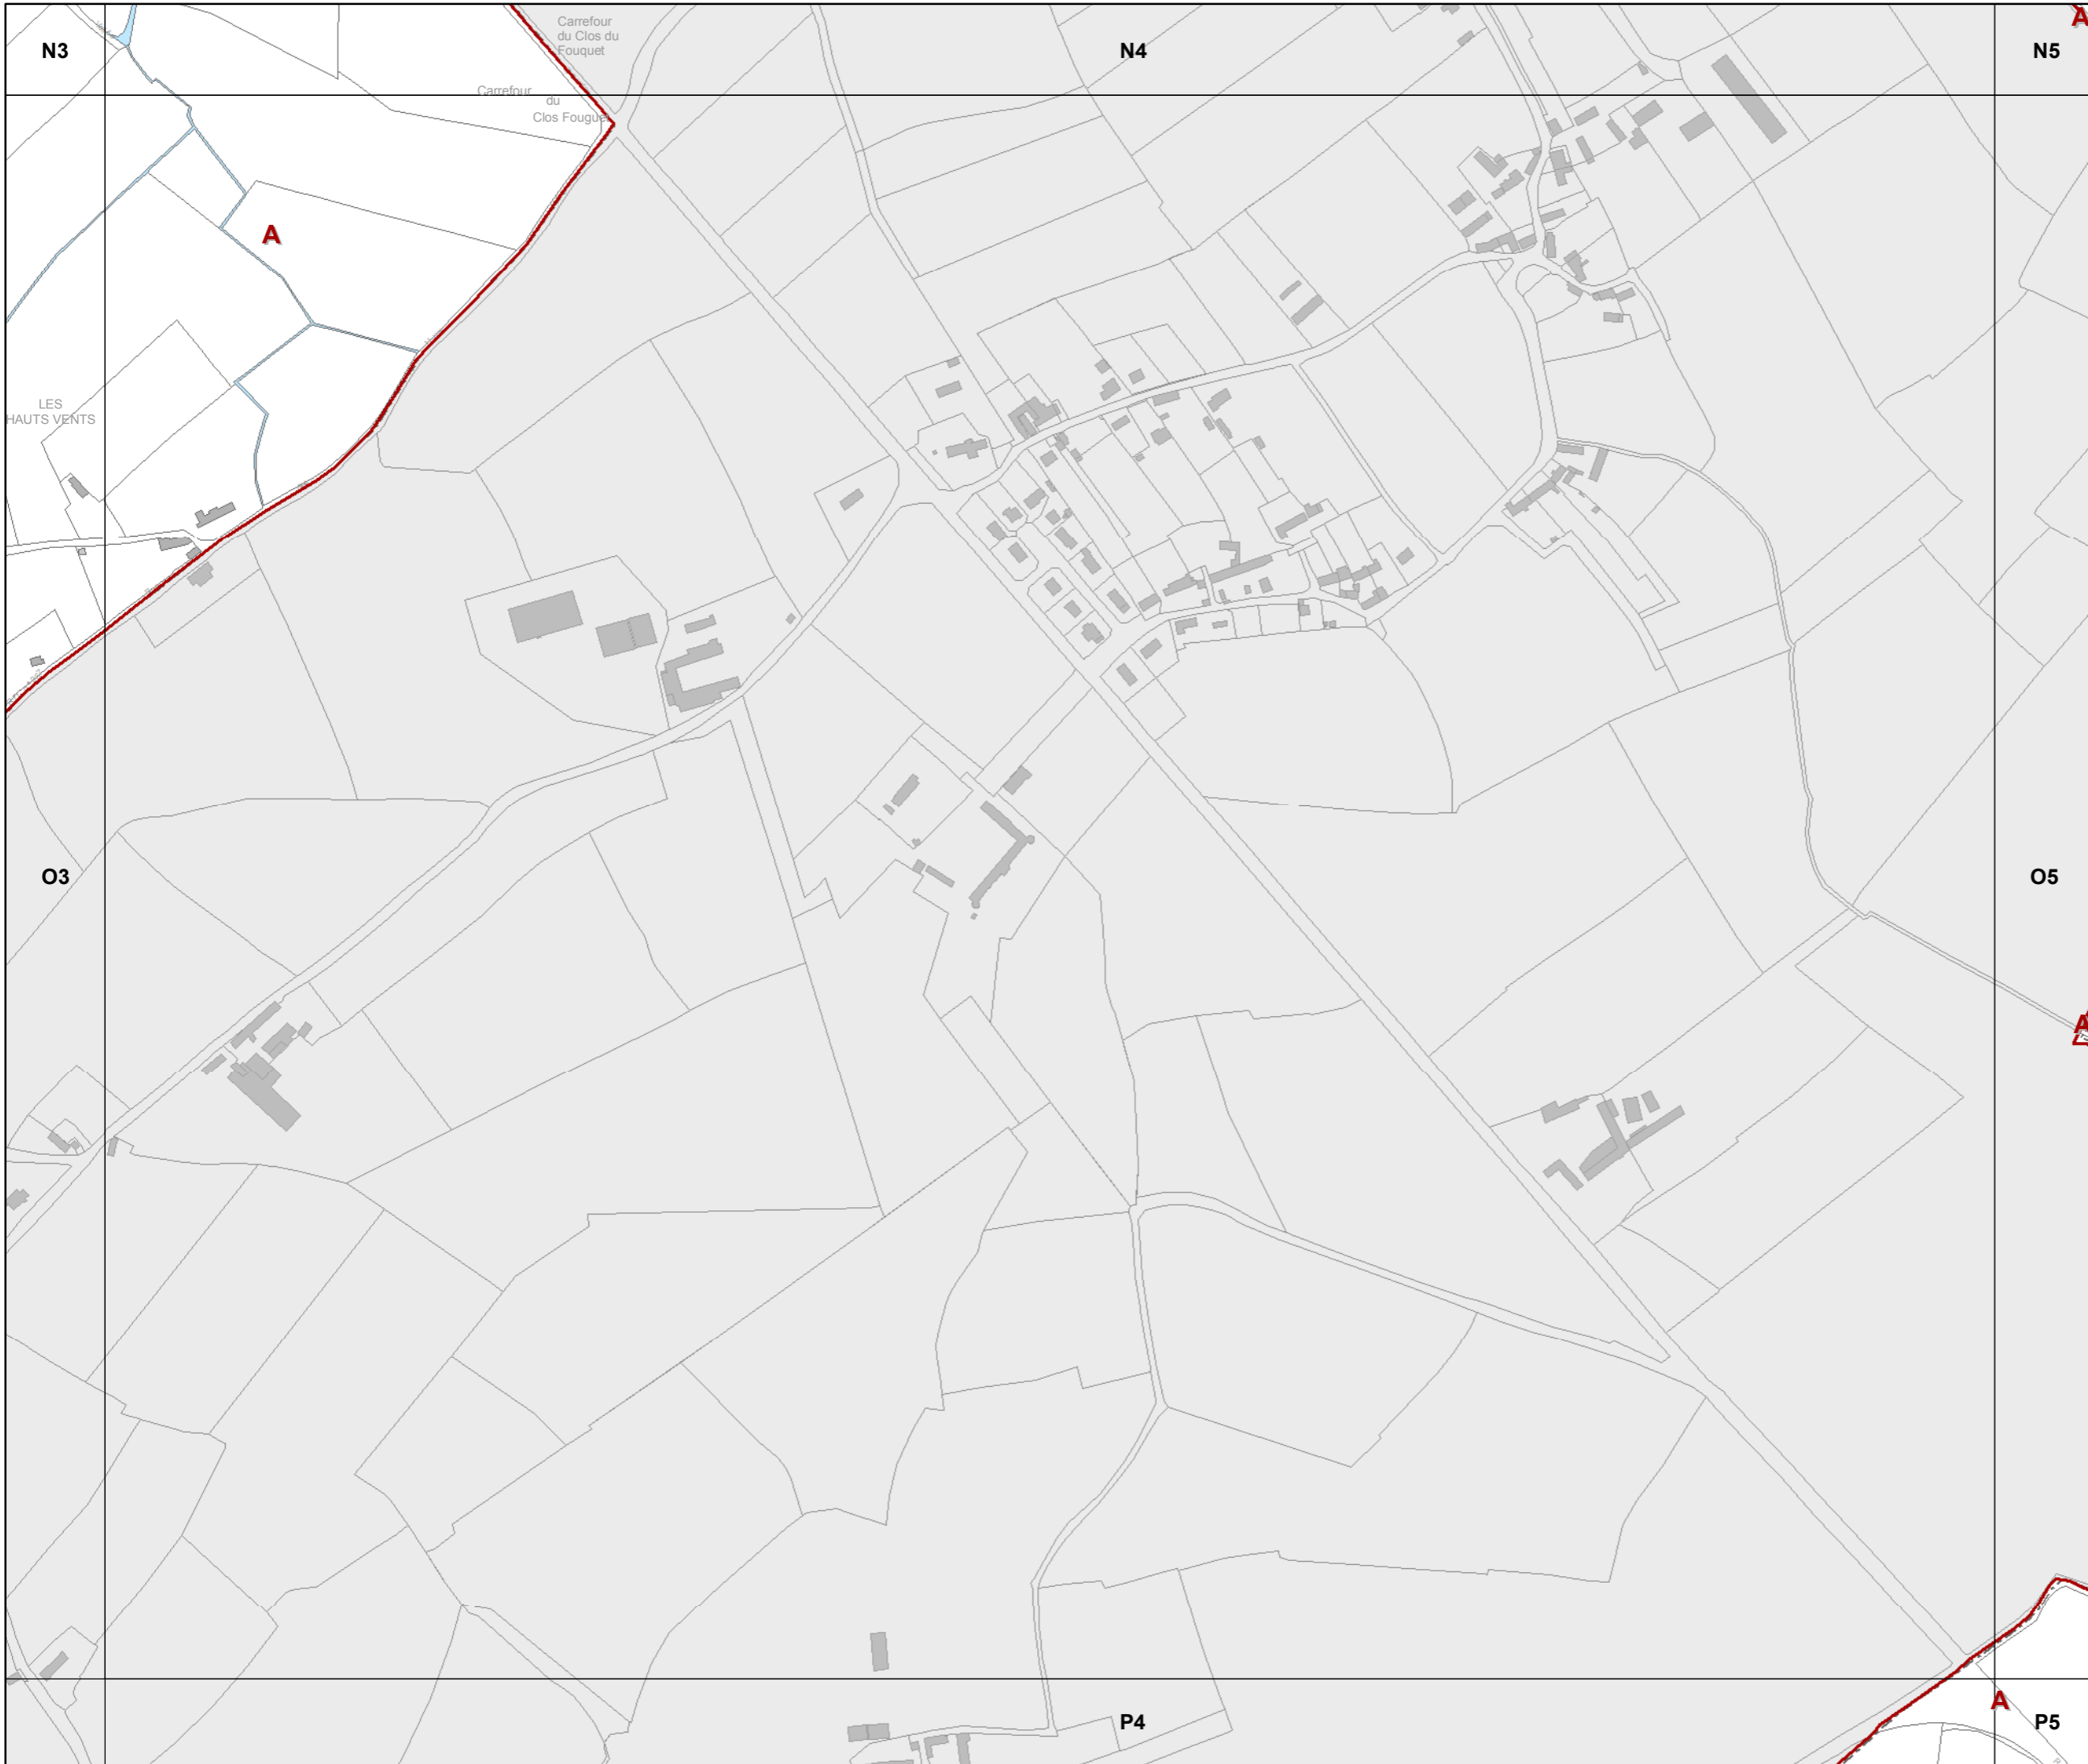 N3
Carrefour
du Clos du
Fouquet
N4
N5
A
Carrefour
du
Clos Fouquet
A
LES
HAUTS VENTS
O3
O5
A
A
P4
P5